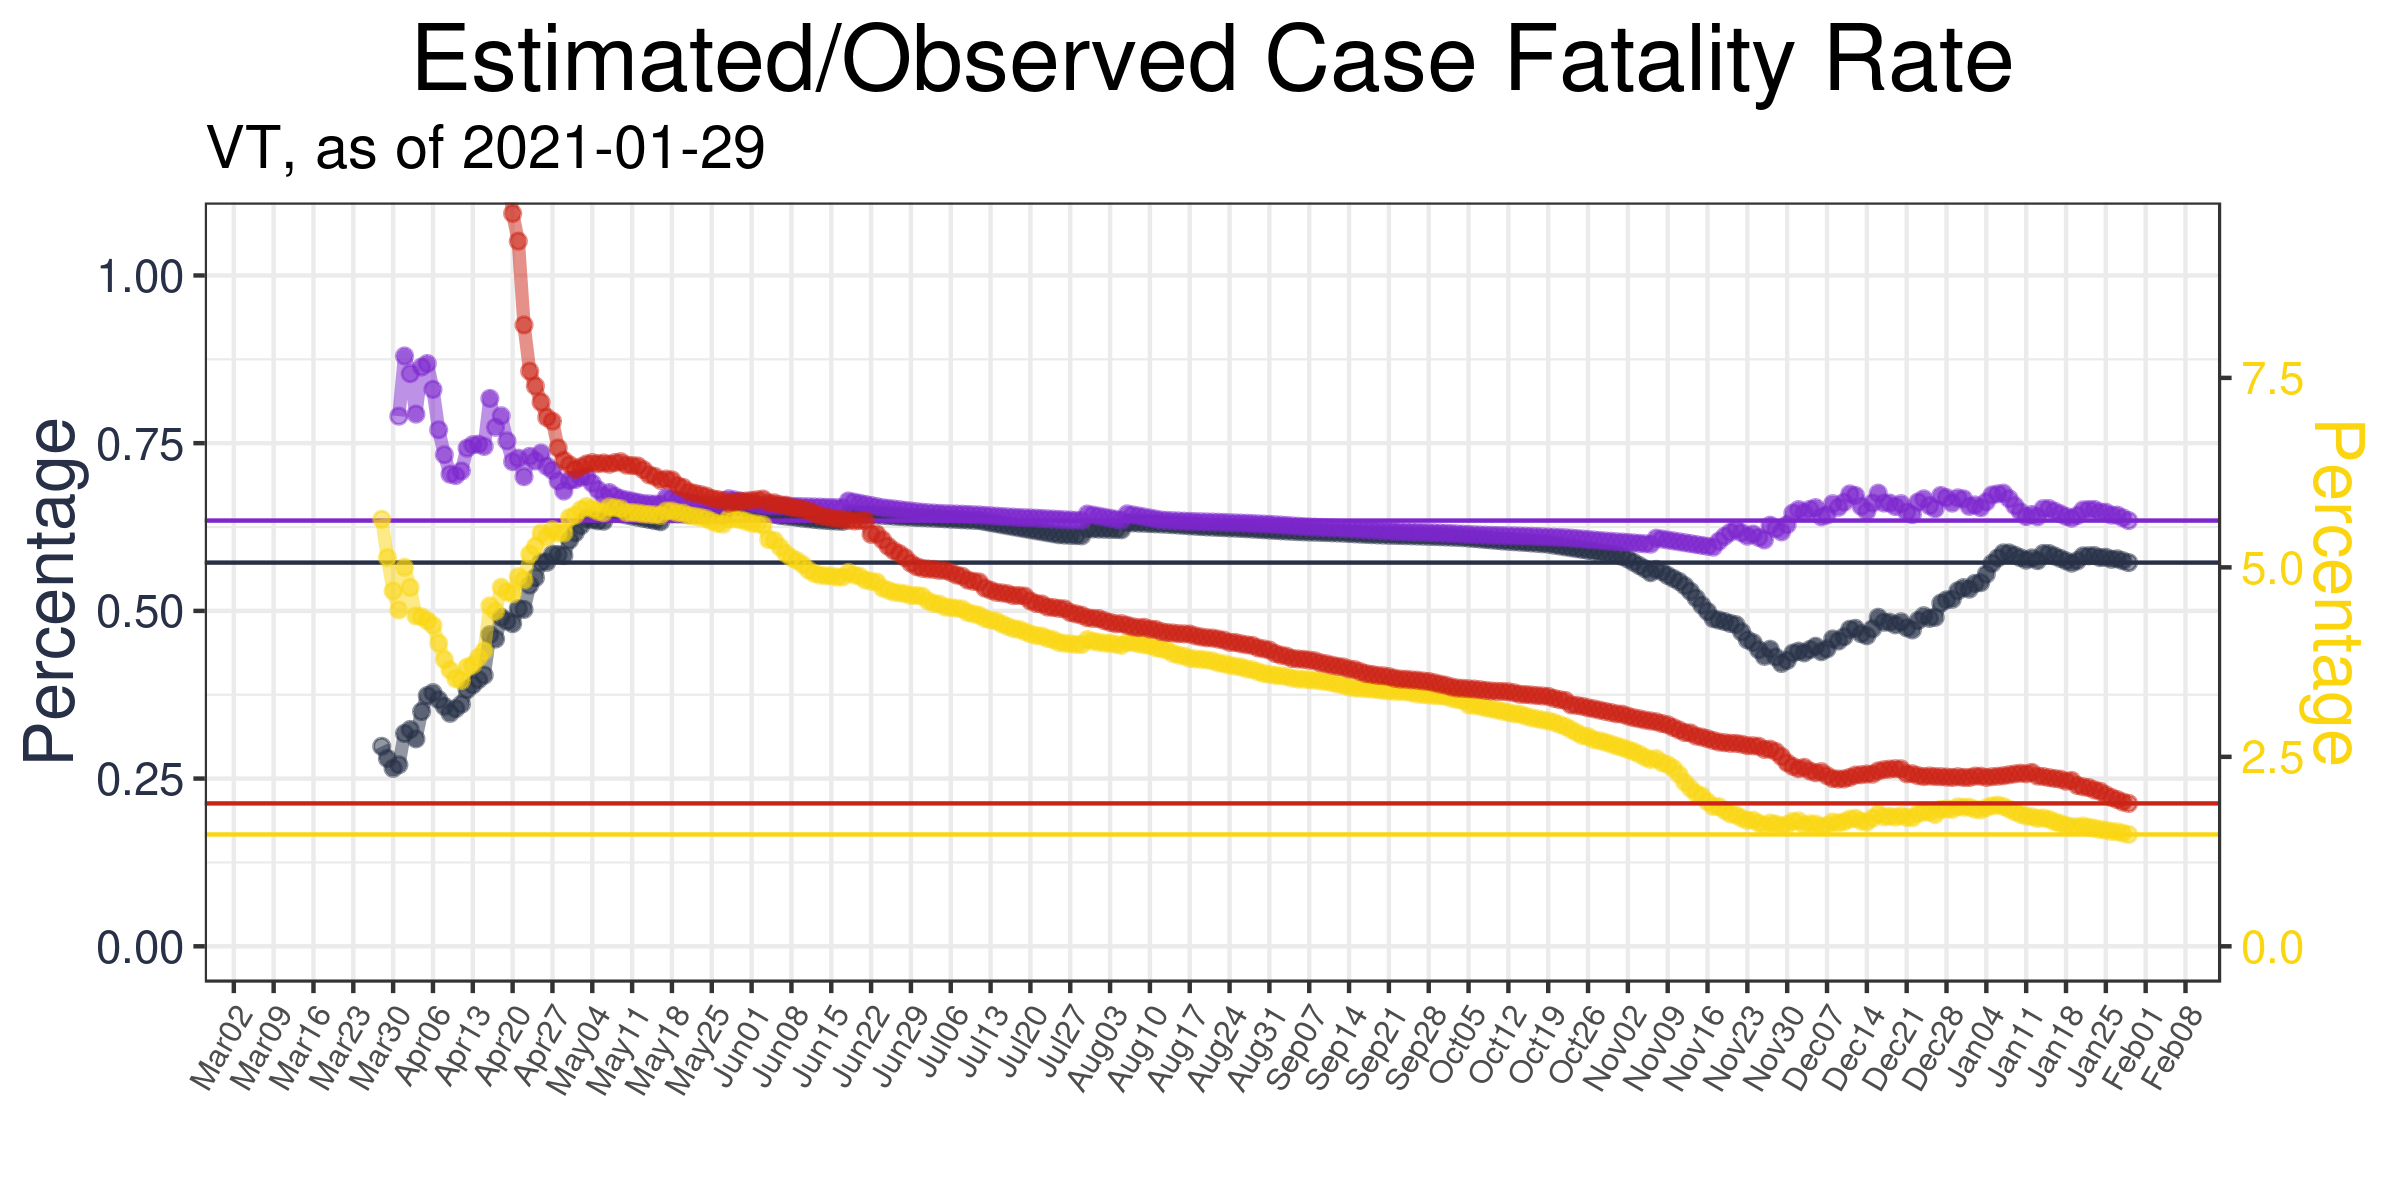 Estimated/Observed Case Fatality Rate
VT, as of 2021-01-29
Percentage
1.00
0.75
0.50
0.25
0.00
7.5
5.0
2.5
0.0
Percentage
Mar02 Mar09 Mar16 Mar23 Mar30 Apr06 Apr13 Apr20 Apr27 May04 May11 May18 May25 Jun01 Jun08 Jun15 Jun22 Jun29 Jul06 Jul13 Jul20 Jul27 Aug03 Aug10 Aug17 Aug24 Aug31 Sep07 Sep14 Sep21 Sep28 Oct05 Oct12 Oct19 Oct26 Nov02 Nov09 Nov16 Nov23 Nov30 Dec07 Dec14 Dec21 Dec28 Jan04 Jan11 Jan18 Jan25 Feb01 Feb08